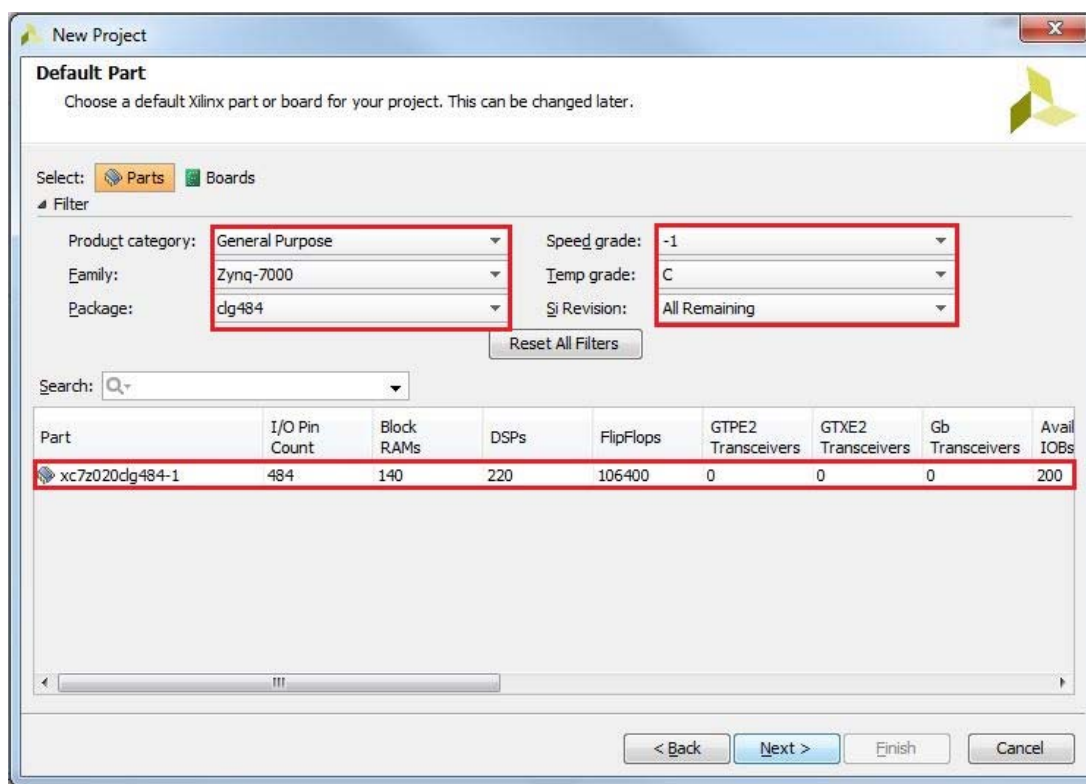 New Project
Default Part
Choose a default Xilinx part or board for your project. This can be changed later.
Select: Parts Boards
Filter
Product category: General Purpose Speed grade: -1
Family: Zynq-7000 Temp grade: C
Package: clg484 Si Revision: All Remaining
Reset All Filters
Search:
Part I/O Pin Count Block RAMs DSPs FlipFlops GTPE2 Transceivers GTXE2 Transceivers Gb Transceivers Avail IOBs
xc7z020clg484-1 484 140 220 106400 0 0 0 200
< Back Next > Finish Cancel